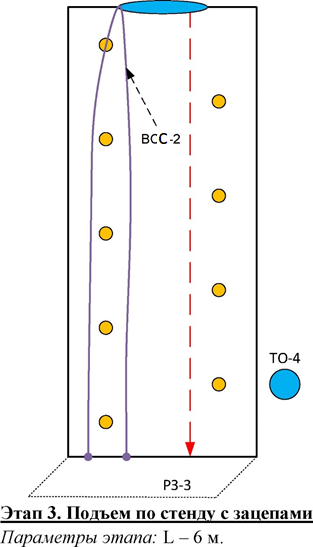 ВСС-2
ТО-4
РЗ-3
Этап 3. Подъем по стенду с зацепами
Параметры этапа: L – 6 м.